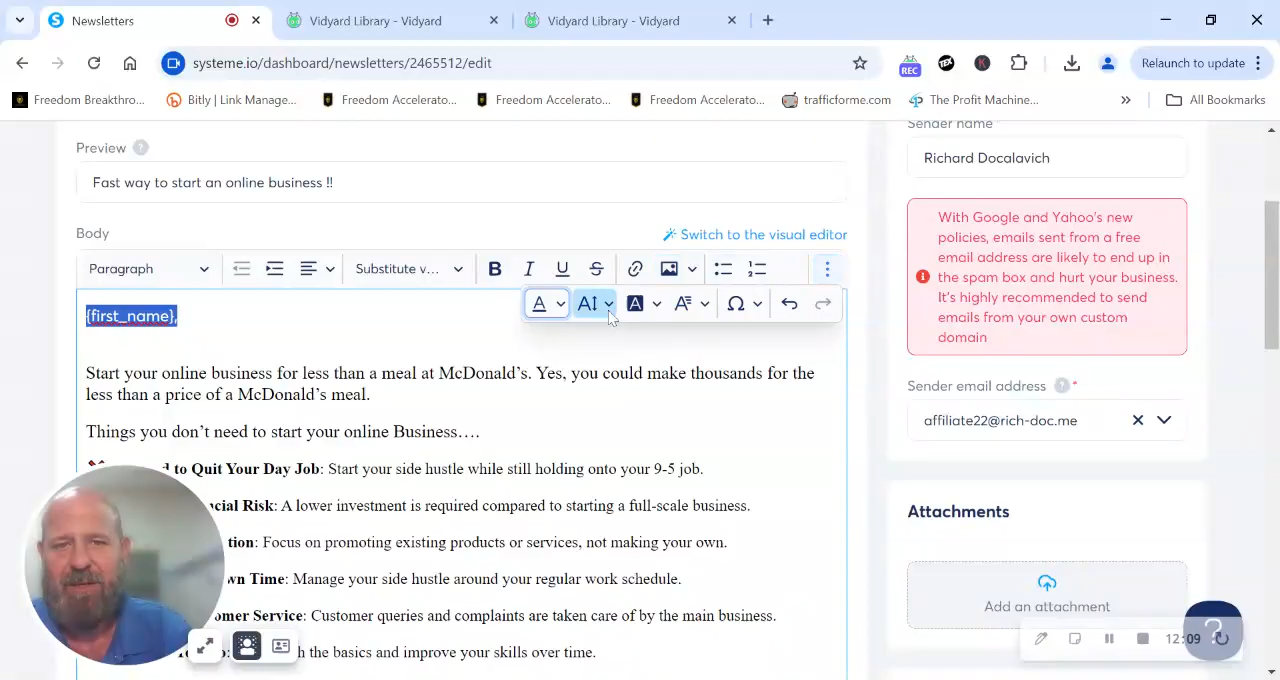 Newsletters
Vidyard Library - Vidyard
Vidyard Library - Vidyard
systeme.io/dashboard/newsletters/2465512/edit
REC
TEX
K
Relaunch to update
Freedom Breakthro...
Bitly | Link Manage...
Freedom Accelerato...
Freedom Accelerato...
Freedom Accelerato...
trafficforme.com
The Profit Machine...
All Bookmarks
Preview
Fast way to start an online business !!
Body
Switch to the visual editor
Paragraph
Substitute v...
{first_name},
Start your online business for less than a meal at McDonald's. Yes, you could make thousands for the
less than a price of a McDonald's meal.
Things you don't need to start your online Business….
d to Quit Your Day Job: Start your side hustle while still holding onto your 9-5 job.
ncial Risk: A lower investment is required compared to starting a full-scale business.
tion: Focus on promoting existing products or services, not making your own.
wn Time: Manage your side hustle around your regular work schedule.
omer Service: Customer queries and complaints are taken care of by the main business.
h the basics and improve your skills over time.
Sender name *
Richard Docalavich
With Google and Yahoo's new
policies, emails sent from a free
email address are likely to end up in
the spam box and hurt your business.
It's highly recommended to send
emails from your own custom
domain
Sender email address *
affiliate22@rich-doc.me
Attachments
Add an attachment
12:09